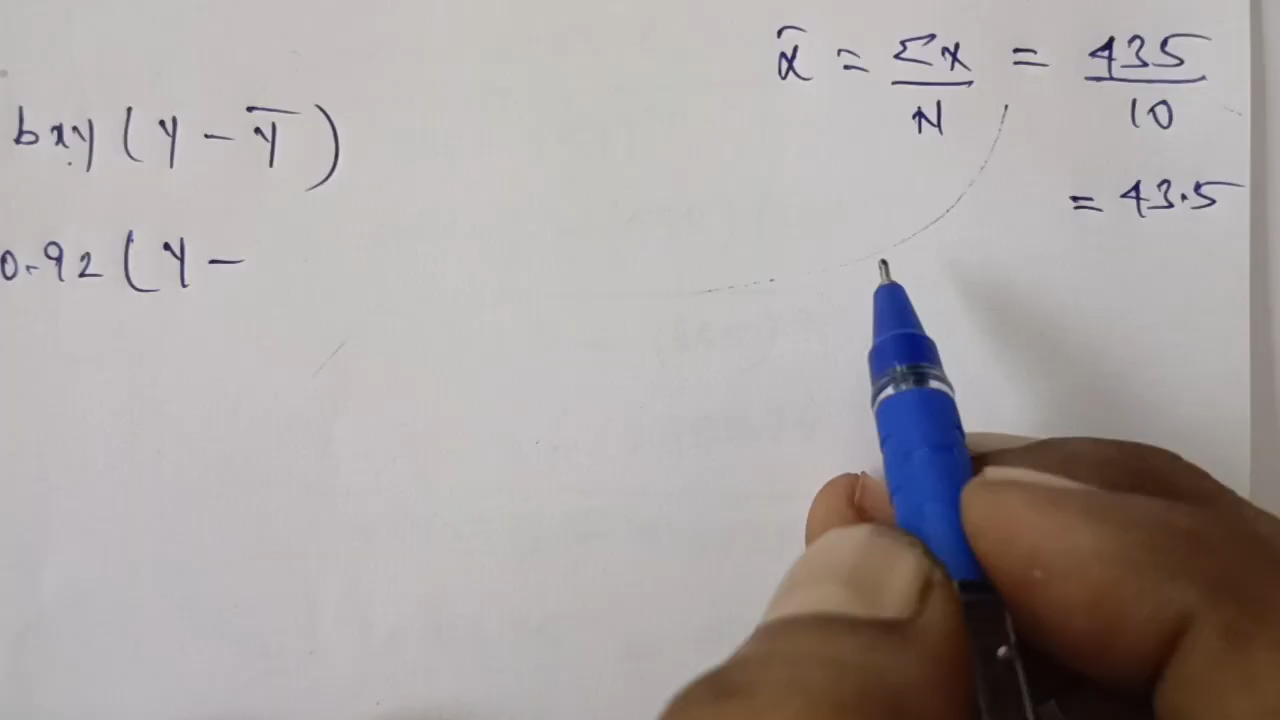 bxy (y - ȳ)
0.92 (y -
x̄ = Σx/N = 435/10
= 43.5